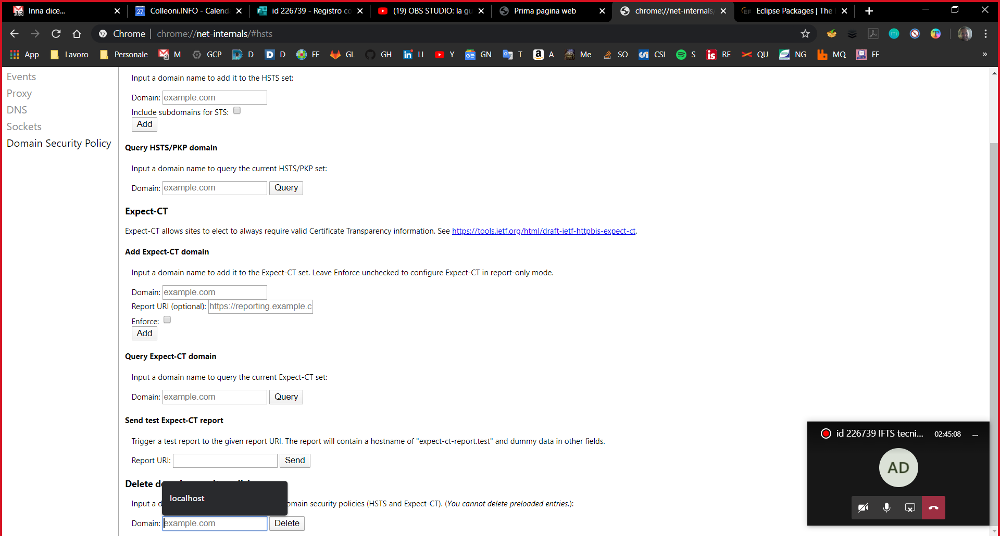 Inna dice...
Colleoni.INFO - Calend
id 226739 - Registro co
(19) OBS STUDIO: la gu
Prima pagina web
chrome://net-internals
Eclipse Packages | The
Chrome
chrome://net-internals/#hsts
App
Lavoro
Personale
M
GCP
D
D
FE
GL
GH
LI
Y
GN
T
A
Me
SO
CSI
S
RE
QU
NG
MQ
FF
»
Events
Proxy
DNS
Sockets
Domain Security Policy
Input a domain name to add it to the HSTS set:
Domain: example.com
Include subdomains for STS:
Add
Query HSTS/PKP domain
Input a domain name to query the current HSTS/PKP set:
Domain: example.com Query
Expect-CT
Expect-CT allows sites to elect to always require valid Certificate Transparency information. See https://tools.ietf.org/html/draft-ietf-httpbis-expect-ct.
Add Expect-CT domain
Input a domain name to add it to the Expect-CT set. Leave Enforce unchecked to configure Expect-CT in report-only mode.
Domain: example.com
Report URI (optional): https://reporting.example.c
Enforce:
Add
Query Expect-CT domain
Input a domain name to query the current Expect-CT set:
Domain: example.com Query
Send test Expect-CT report
Trigger a test report to the given report URI. The report will contain a hostname of "expect-ct-report.test" and dummy data in other fields.
Report URI: Send
Delete d
localhost
Input a d omain security policies (HSTS and Expect-CT). (You cannot delete preloaded entries.):
Domain: example.com Delete
id 226739 IFTS tecni... 02:45:08
AD